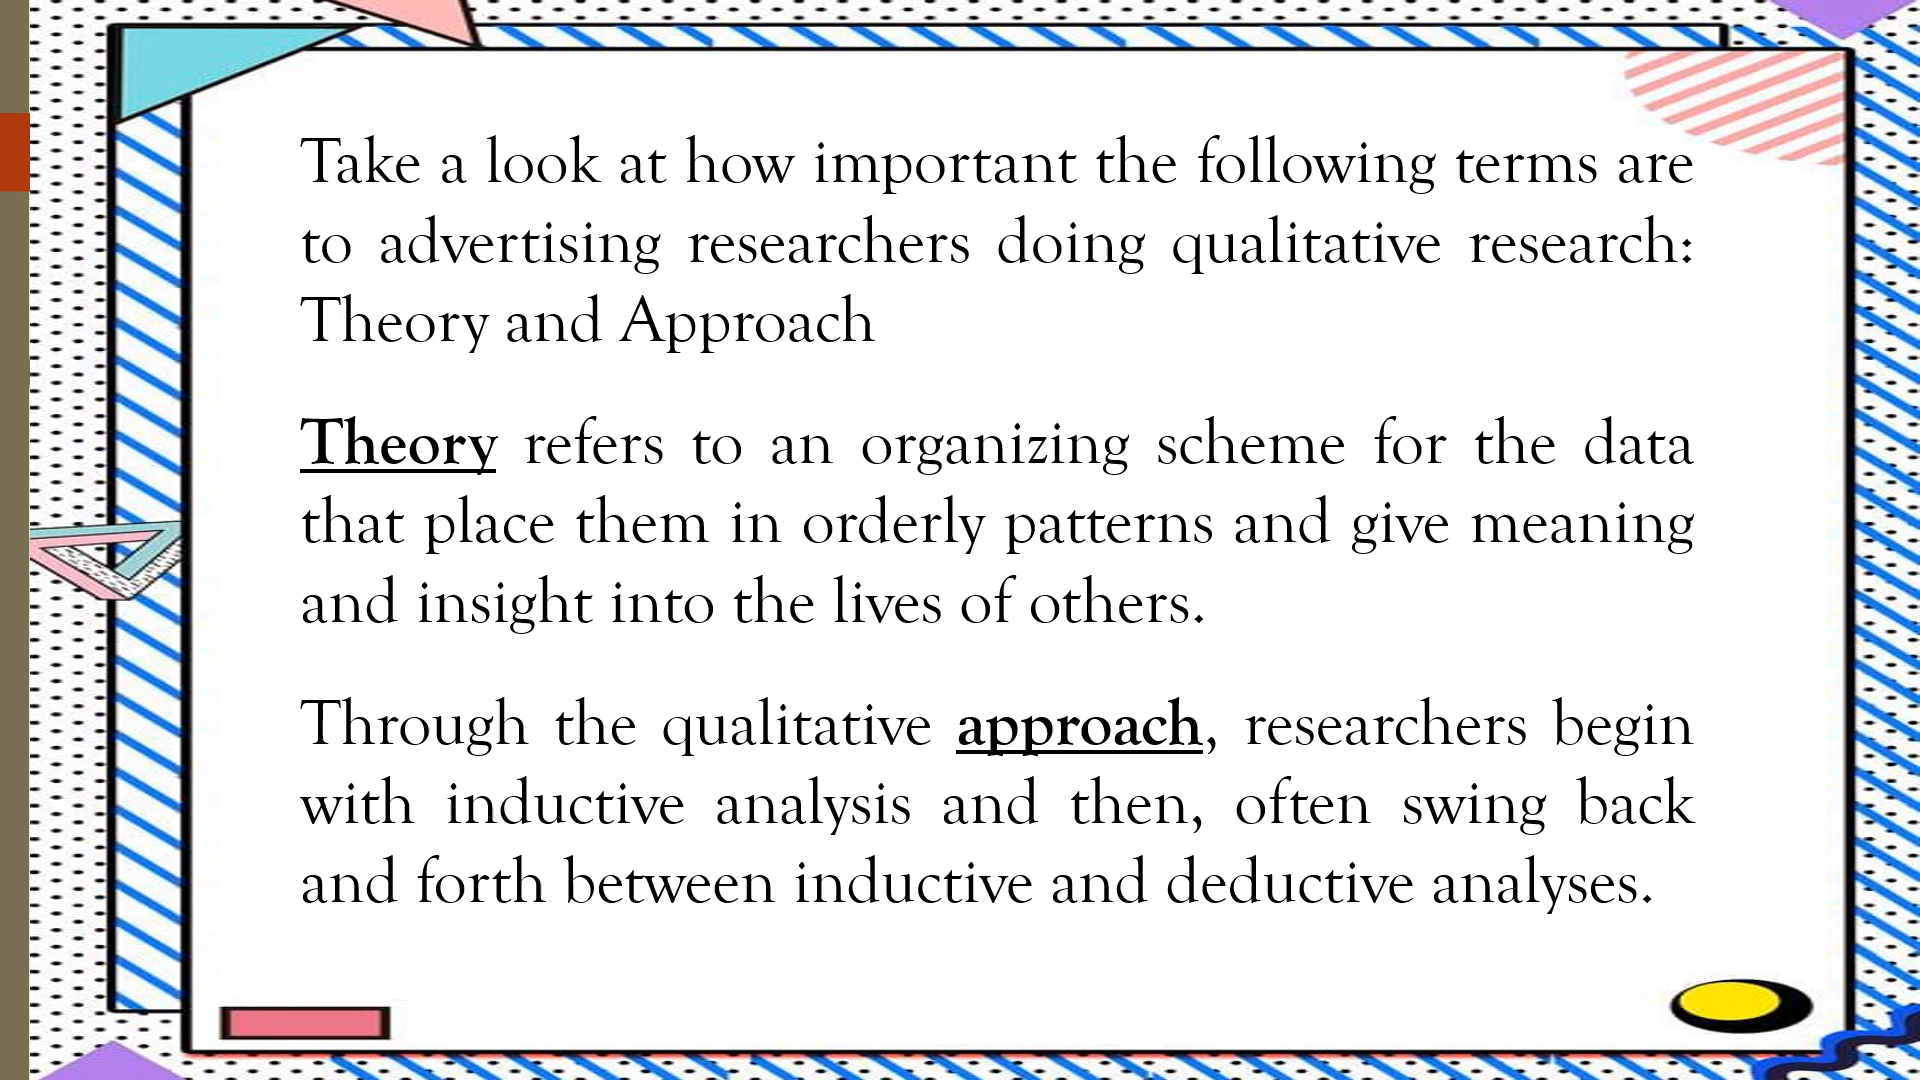 Take a look at how important the following terms are
to advertising researchers doing qualitative research:
Theory and Approach
Theory refers to an organizing scheme for the data
that place them in orderly patterns and give meaning
and insight into the lives of others.
Through the qualitative approach, researchers begin
with inductive analysis and then, often swing back
and forth between inductive and deductive analyses.